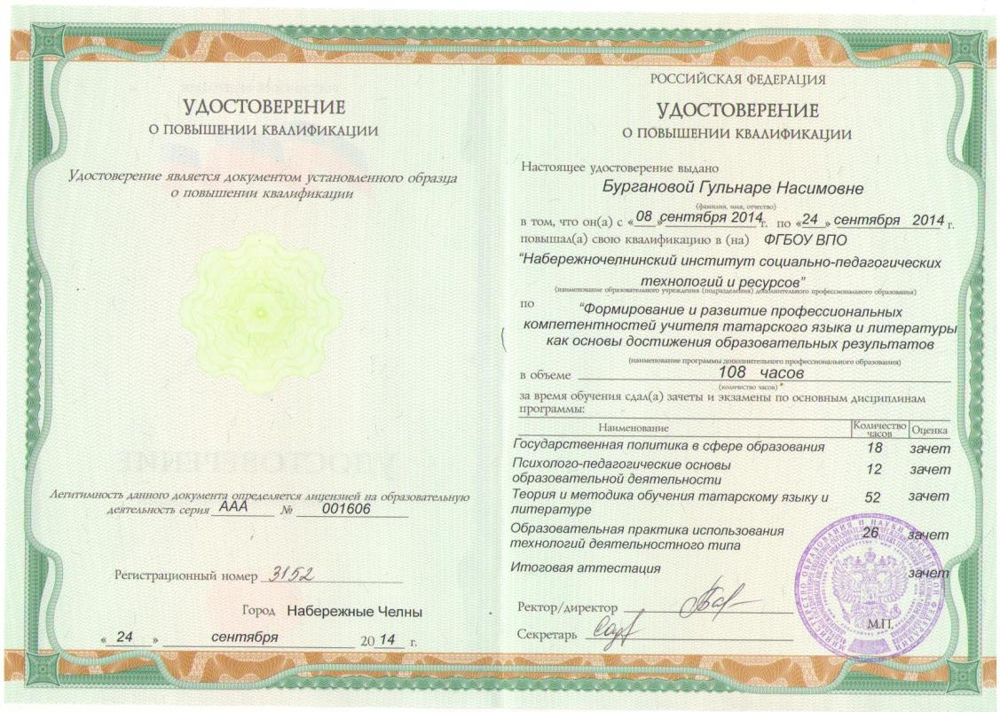 УДОСТОВЕРЕНИЕ
О ПОВЫШЕНИИ КВАЛИФИКАЦИИ
Удостоверение является документом установленного образца
о повышении квалификации
Легитимность данного документа определяется лицензией на образовательную
деятельность серия ААА № 001606
Регистрационный номер 3152
Город Набережные Челны
« 24 » сентября 20 14 г.
РОССИЙСКАЯ ФЕДЕРАЦИЯ
УДОСТОВЕРЕНИЕ
О ПОВЫШЕНИИ КВАЛИФИКАЦИИ
Настоящее удостоверение выдано
Бургановой Гульнаре Насимовне
(фамилия, имя, отчество)
в том, что он(а) с «08» сентября 2014 г. по «24» сентября 2014 г.
повышал(а) свою квалификацию в (на) ФГБОУ ВПО
“Набережночелнинский институт социально-педагогических
технологий и ресурсов”
(наименование образовательного учреждения (подразделения) дополнительного профессионального образования)
по “Формирование и развитие профессиональных
компетентностей учителя татарского языка и литературы
как основы достижения образовательных результатов
(наименование программы дополнительного профессионального образования)
в объеме 108 часов
(количество часов)
за время обучения сдал(а) зачеты и экзамены по основным дисциплинам
программы:
Наименование Количество часов Оценка
Государственная политика в сфере образования 18 зачет
Психолого-педагогические основы
образовательной деятельности 12 зачет
Теория и методика обучения татарскому языку и
литературе 52 зачет
Образовательная практика использования
технологий деятельностного типа 26 зачет
Итоговая аттестация зачет
Ректор/директор
Секретарь
М.П.